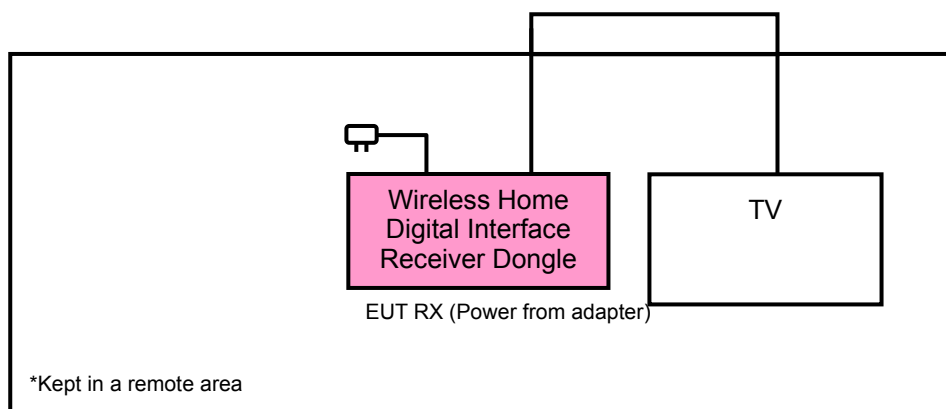 Wireless Home
Digital Interface
Receiver Dongle
TV
EUT RX (Power from adapter)
*Kept in a remote area